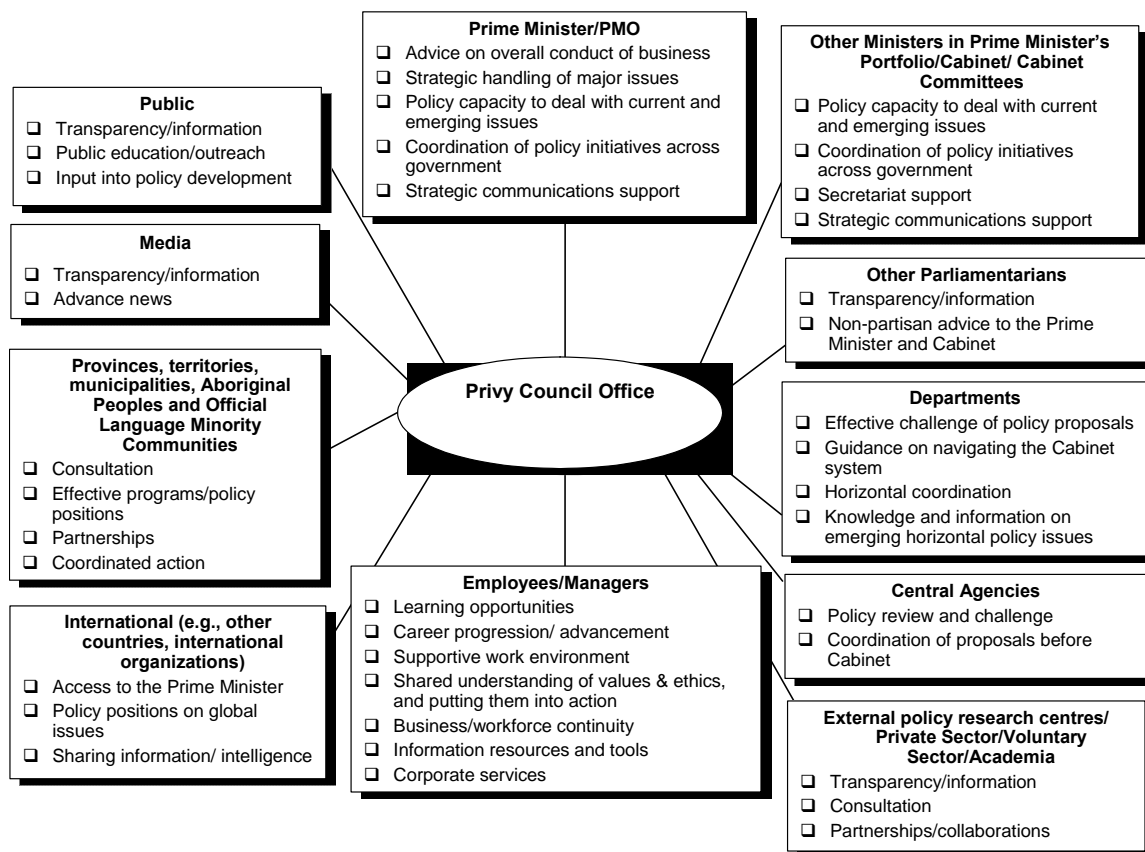 Prime Minister/PMO
❑ Advice on overall conduct of business
❑ Strategic handling of major issues
❑ Policy capacity to deal with current and
emerging issues
❑ Coordination of policy initiatives across
government
❑ Strategic communications support
Other Ministers in Prime Minister's
Portfolio/Cabinet/ Cabinet
Committees
❑ Policy capacity to deal with current
and emerging issues
❑ Coordination of policy initiatives
across government
❑ Secretariat support
❑ Strategic communications support
Public
❑ Transparency/information
❑ Public education/outreach
❑ Input into policy development
Media
❑ Transparency/information
❑ Advance news
Other Parliamentarians
❑ Transparency/information
❑ Non-partisan advice to the Prime
Minister and Cabinet
Provinces, territories,
municipalities, Aboriginal
Peoples and Official
Language Minority
Communities
❑ Consultation
❑ Effective programs/policy
positions
❑ Partnerships
❑ Coordinated action
Privy Council Office
Departments
❑ Effective challenge of policy proposals
❑ Guidance on navigating the Cabinet
system
❑ Horizontal coordination
❑ Knowledge and information on
emerging horizontal policy issues
International (e.g., other
countries, international
organizations)
❑ Access to the Prime Minister
❑ Policy positions on global
issues
❑ Sharing information/ intelligence
Employees/Managers
❑ Learning opportunities
❑ Career progression/ advancement
❑ Supportive work environment
❑ Shared understanding of values & ethics,
and putting them into action
❑ Business/workforce continuity
❑ Information resources and tools
❑ Corporate services
Central Agencies
❑ Policy review and challenge
❑ Coordination of proposals before
Cabinet
External policy research centres/
Private Sector/Voluntary
Sector/Academia
❑ Transparency/information
❑ Consultation
❑ Partnerships/collaborations